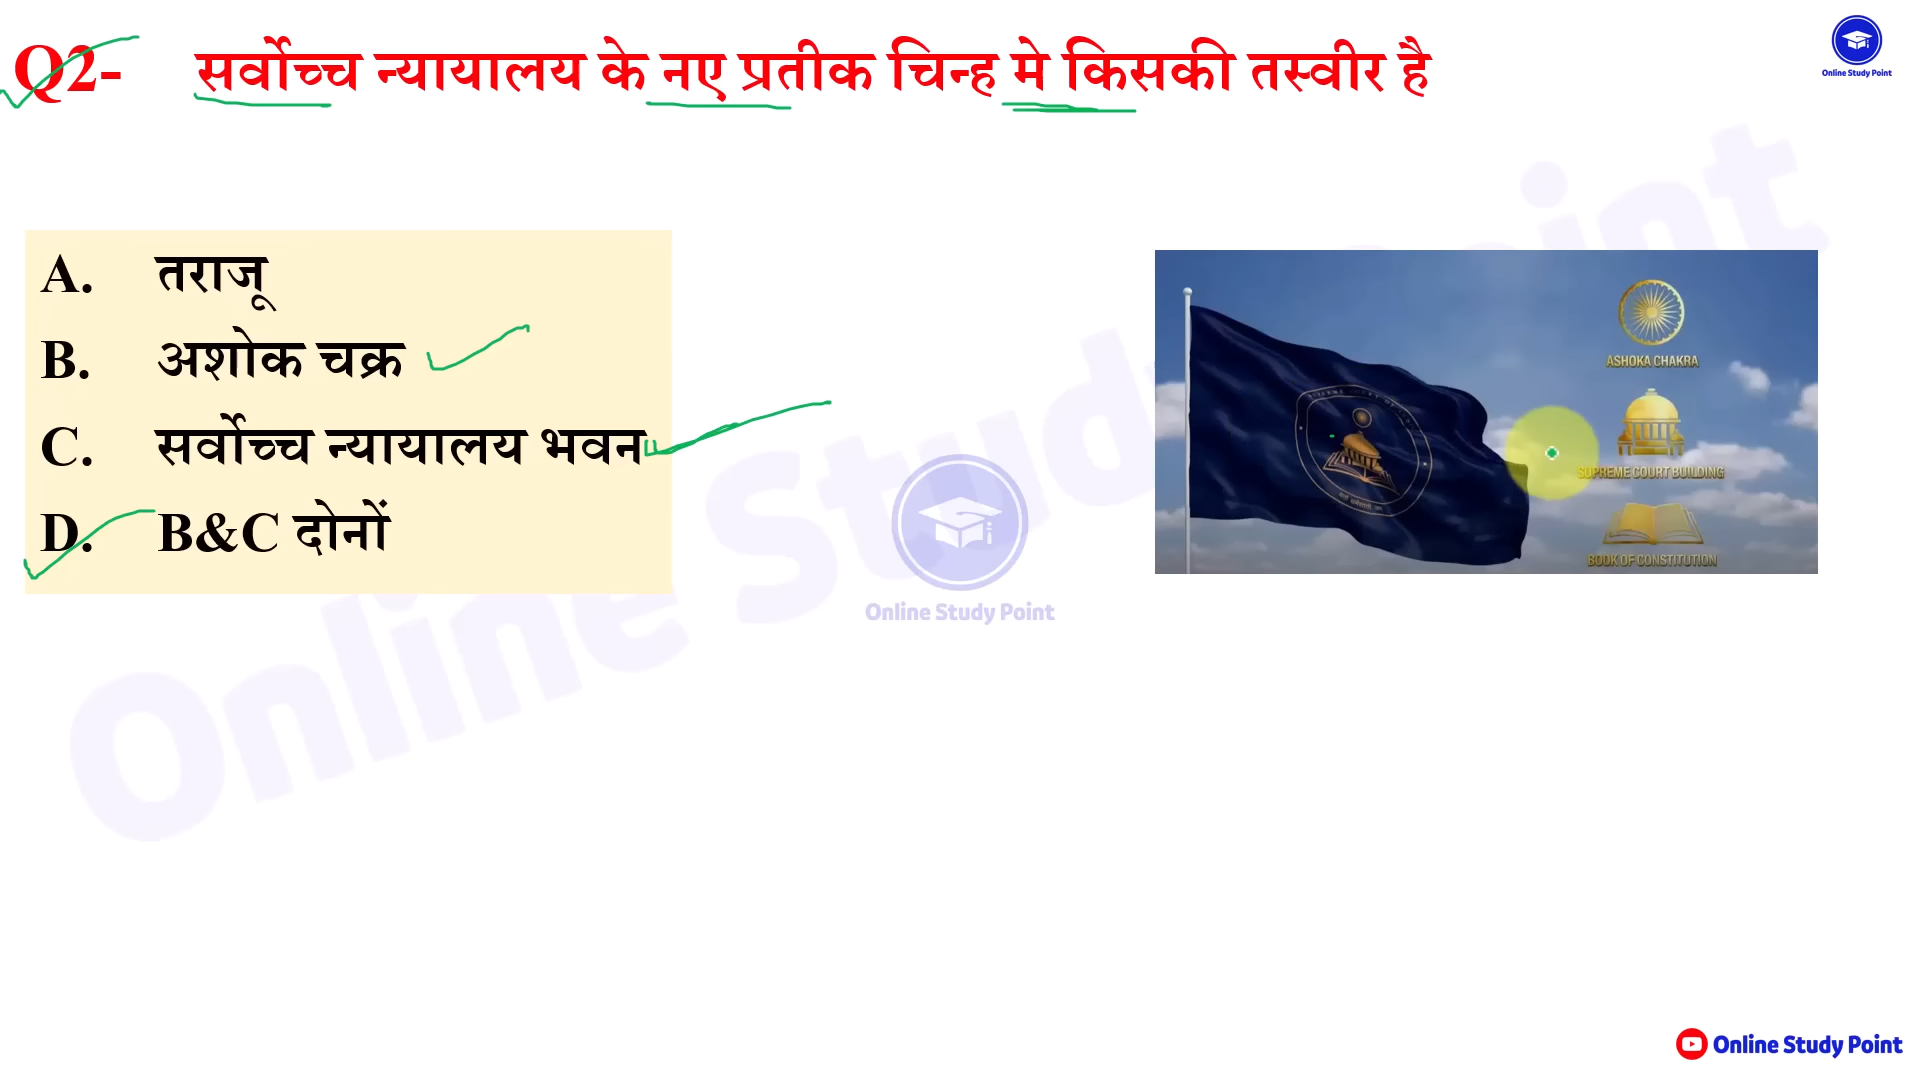 Q2- सर्वोच्च न्यायालय के नए प्रतीक चिन्ह मे किसकी तस्वीर है
Online Study Point
A. तराजू
B. अशोक चक्र
C. सर्वोच्च न्यायालय भवन
D. B&C दोनों
ASHOKA CHAKRA
SUPREME COURT BUILDING
BOOK OF CONSTITUTION
Online Study Point
Online Study Point
Online Study Point